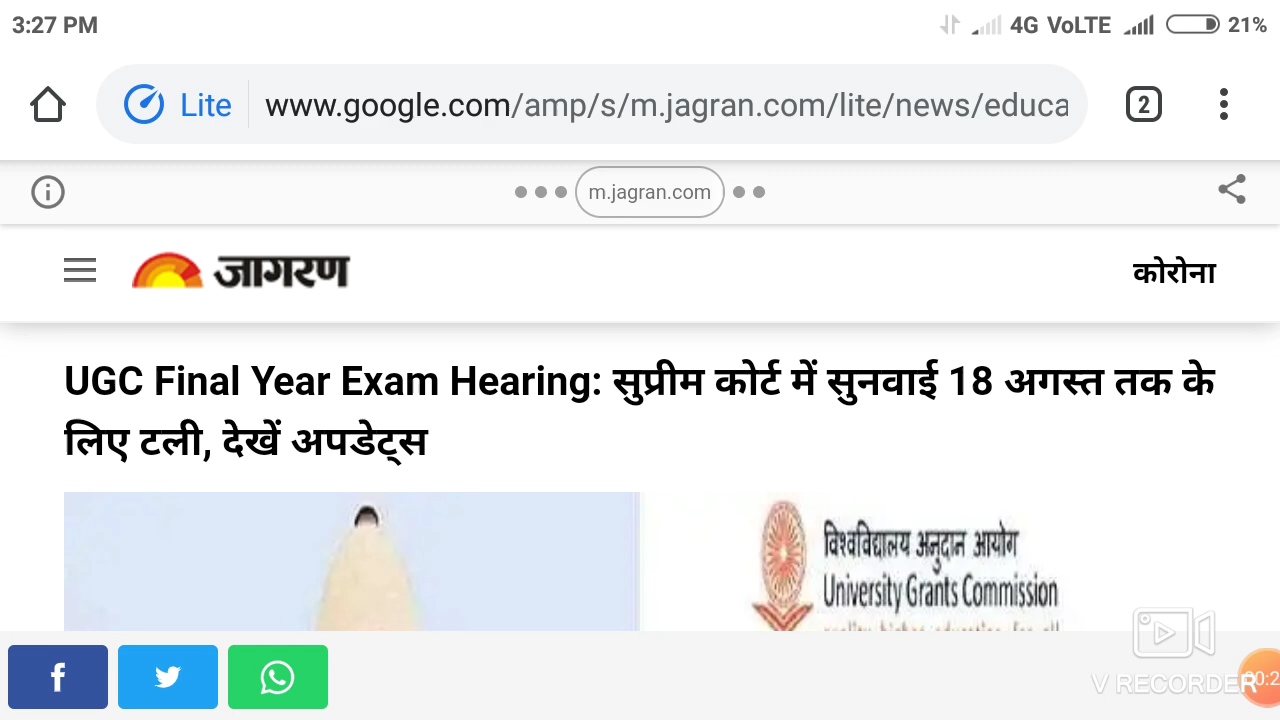 3:27 PM 4G VoLTE 21%
Lite www.google.com/amp/s/m.jagran.com/lite/news/educa 2
m.jagran.com
जागरण कोरोना
UGC Final Year Exam Hearing: सुप्रीम कोर्ट में सुनवाई 18 अगस्त तक के
लिए टली, देखें अपडेट्स
विश्वविद्यालय अनुदान आयोग
University Grants Commission
V RECORDER